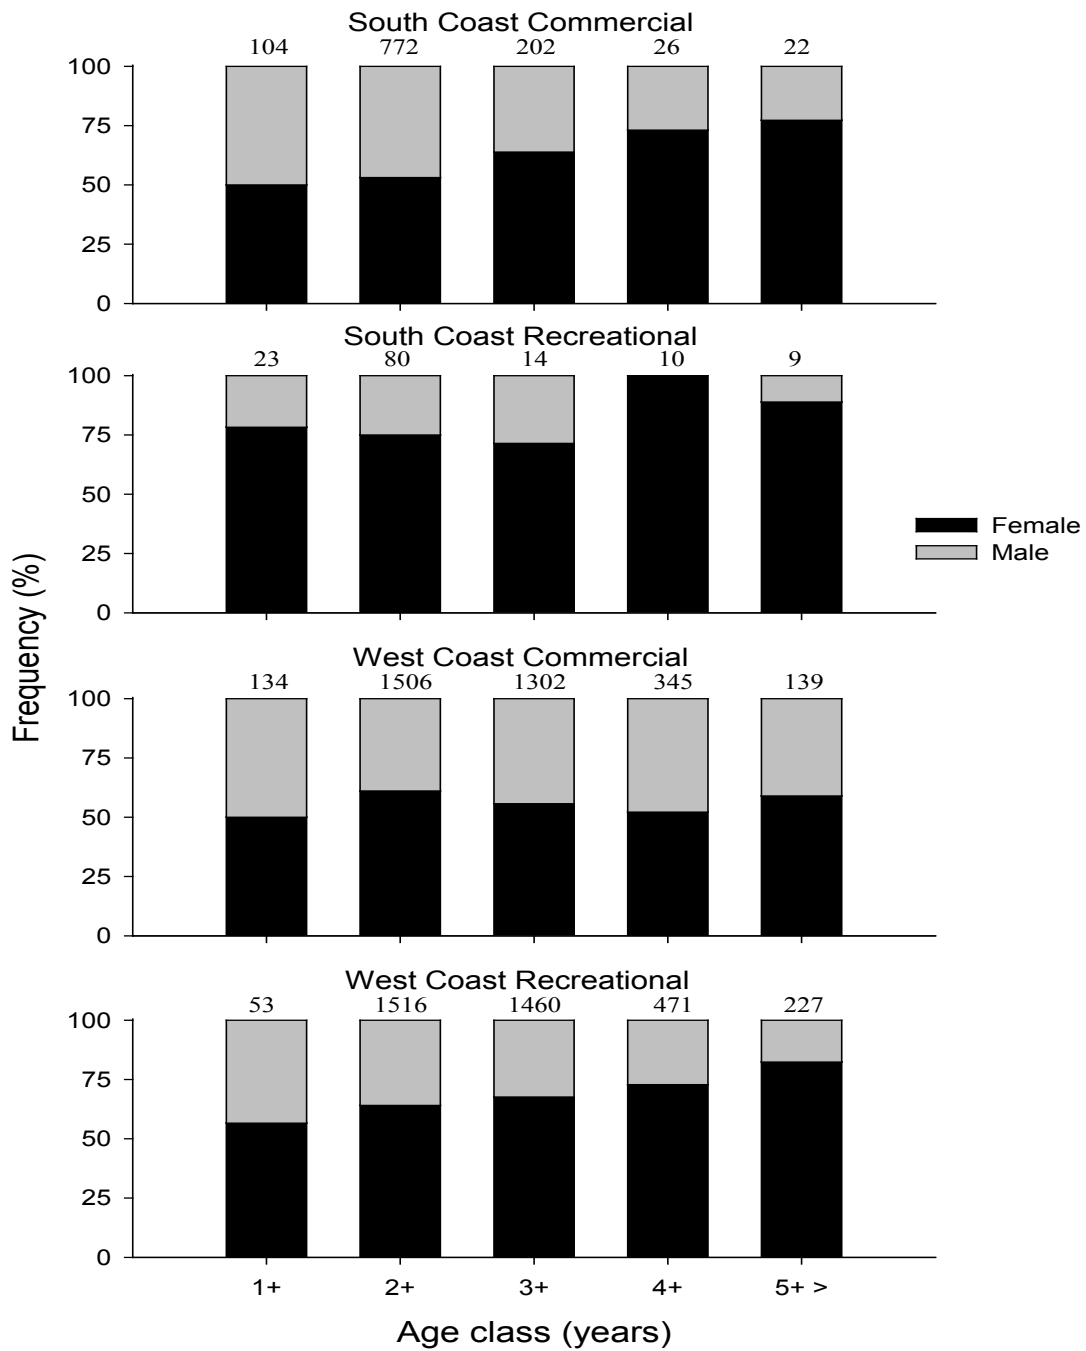 South Coast Commercial
104 772 202 26 22
100
75
50
25
0
South Coast Recreational
23 80 14 10 9
100
75
50
25
0
Female
Male
Frequency (%)
West Coast Commercial
134 1506 1302 345 139
100
75
50
25
0
West Coast Recreational
53 1516 1460 471 227
100
75
50
25
0
1+ 2+ 3+ 4+ 5+ >
Age class (years)